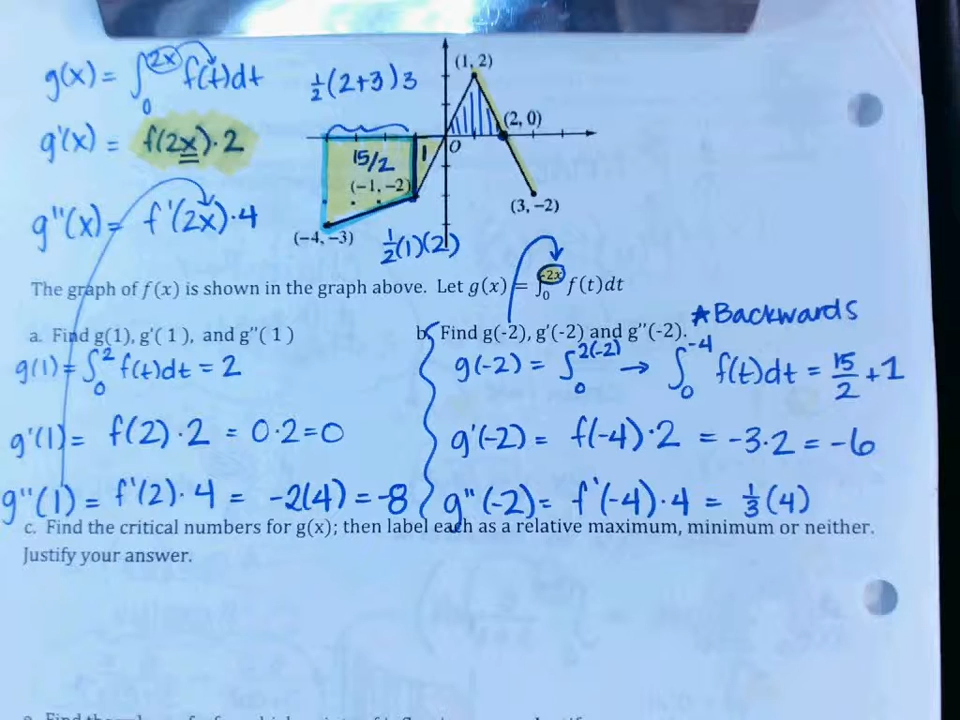 g(x) = ∫₀^2x f(t)dt
g'(x) = f(2x)·2
g"(x) = f'(2x)·4
½(2+3)3
(1, 2)
(2, 0)
O
15/2
1
(-1, -2)
(3, -2)
(-4, -3)
½(1)(2)
The graph of f(x) is shown in the graph above. Let g(x) = ∫₀^2x f(t)dt
a. Find g(1), g'(1), and g"(1)
g(1) = ∫₀² f(t)dt = 2
g'(1) = f(2)·2 = 0·2=0
g"(1) = f'(2)·4 = -2(4) = -8
b. Find g(-2), g'(-2) and g"(-2).
★Backwards
g(-2) = ∫₀^2(-2) → ∫₀^-4 f(t)dt = 15/2 + 1
g'(-2) = f(-4)·2 = -3·2 = -6
g"(-2) = f'(-4)·4 = ⅓(4)
c. Find the critical numbers for g(x); then label each as a relative maximum, minimum or neither.
Justify your answer.